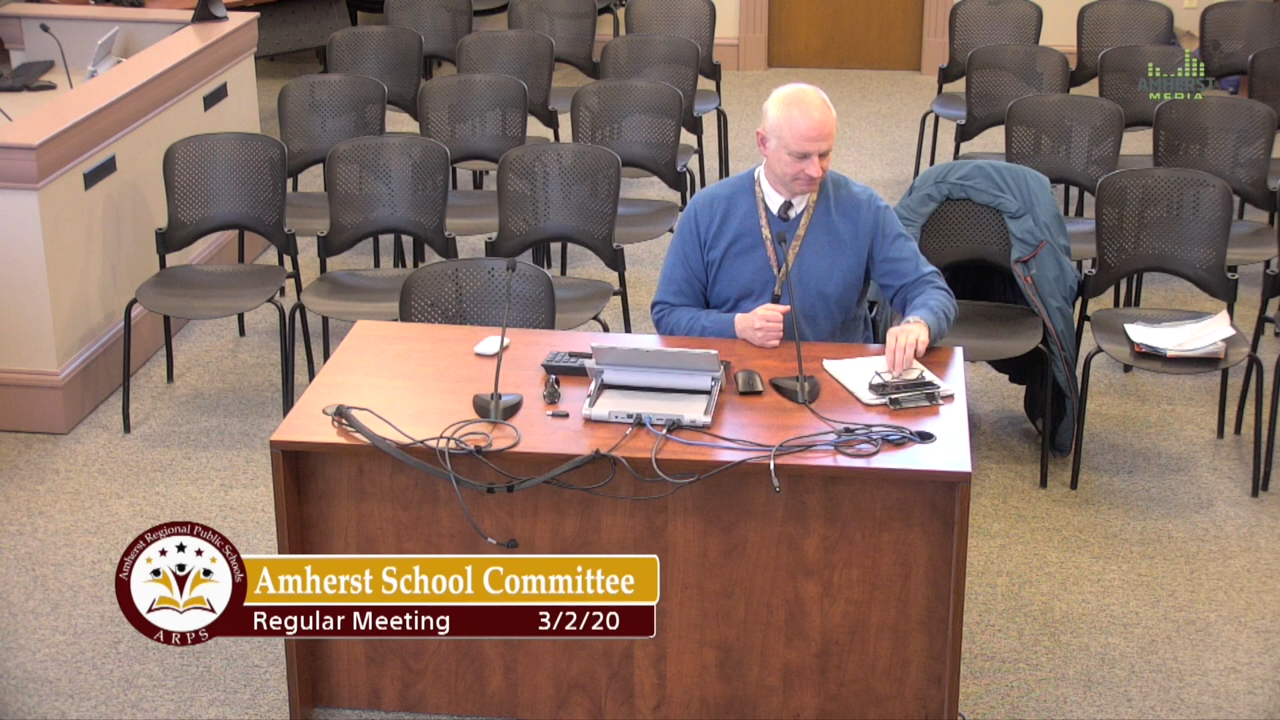 AMHERST
MEDIA
Amherst Regional Public Schools
ARPS
Amherst School Committee
Regular Meeting 3/2/20